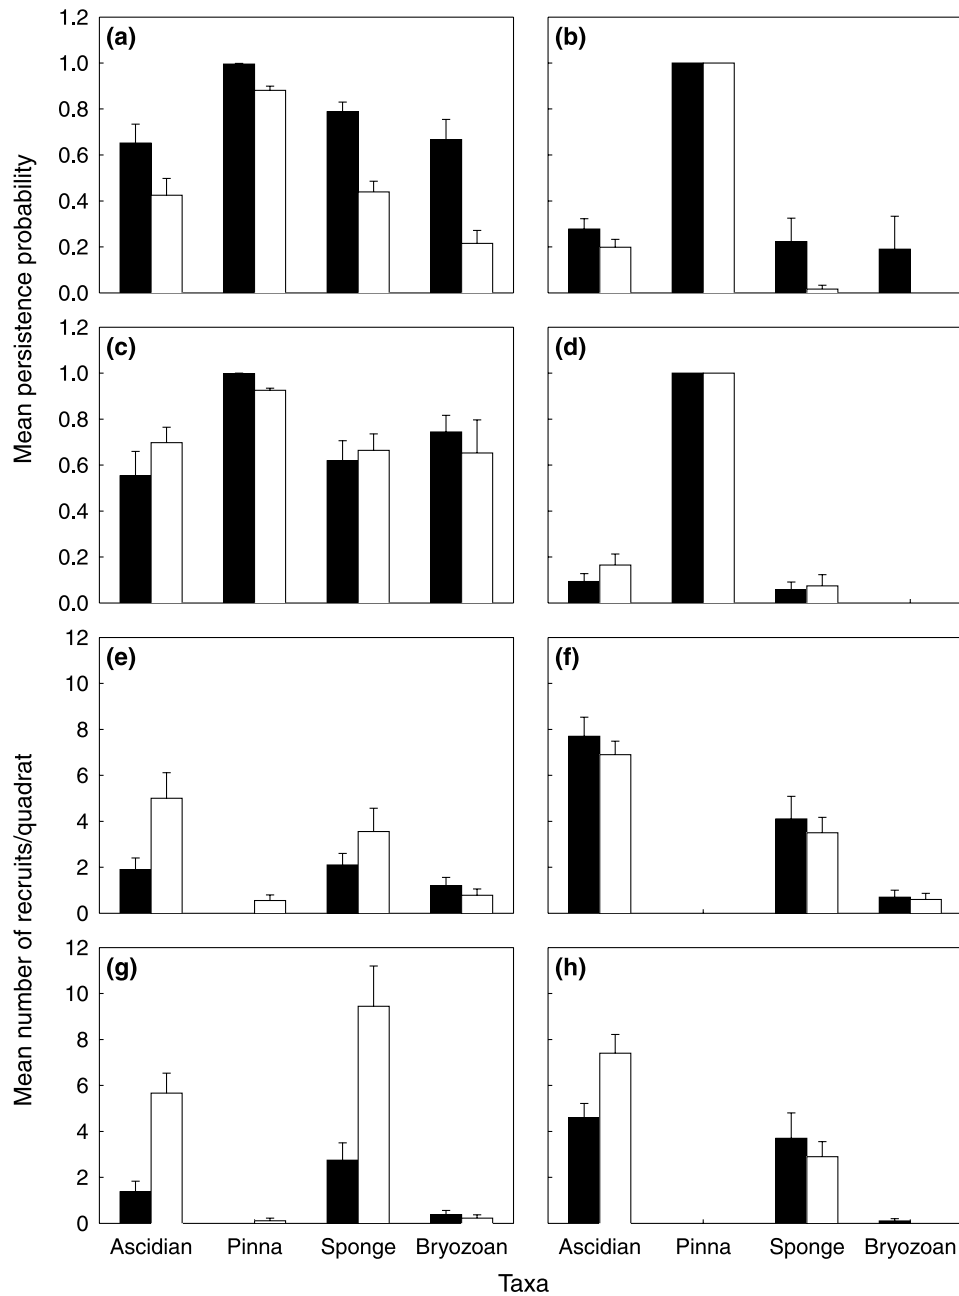 Mean persistence probability
Mean number of recruits/quadrat
(a)
1.2
1.0
0.8
0.6
0.4
0.2
0.0
(b)
(c)
1.2
1.0
0.8
0.6
0.4
0.2
0.0
(d)
(e)
12
10
8
6
4
2
0
(f)
(g)
12
10
8
6
4
2
0
(h)
Ascidian Pinna Sponge Bryozoan
Ascidian Pinna Sponge Bryozoan
Taxa